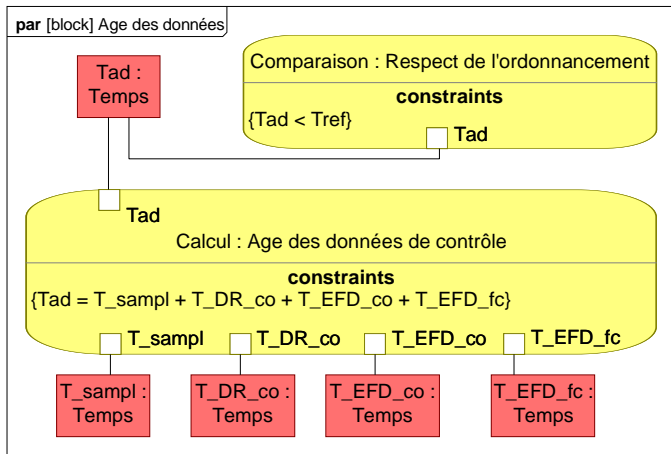 par [block] Age des données
Tad :
Temps
Comparaison : Respect de l'ordonnancement
constraints
{Tad < Tref}
Tad
Tad
Calcul : Age des données de contrôle
constraints
{Tad = T_sampl + T_DR_co + T_EFD_co + T_EFD_fc}
T_sampl T_DR_co T_EFD_co T_EFD_fc
T_sampl : T_DR_co : T_EFD_co : T_EFD_fc :
Temps Temps Temps Temps